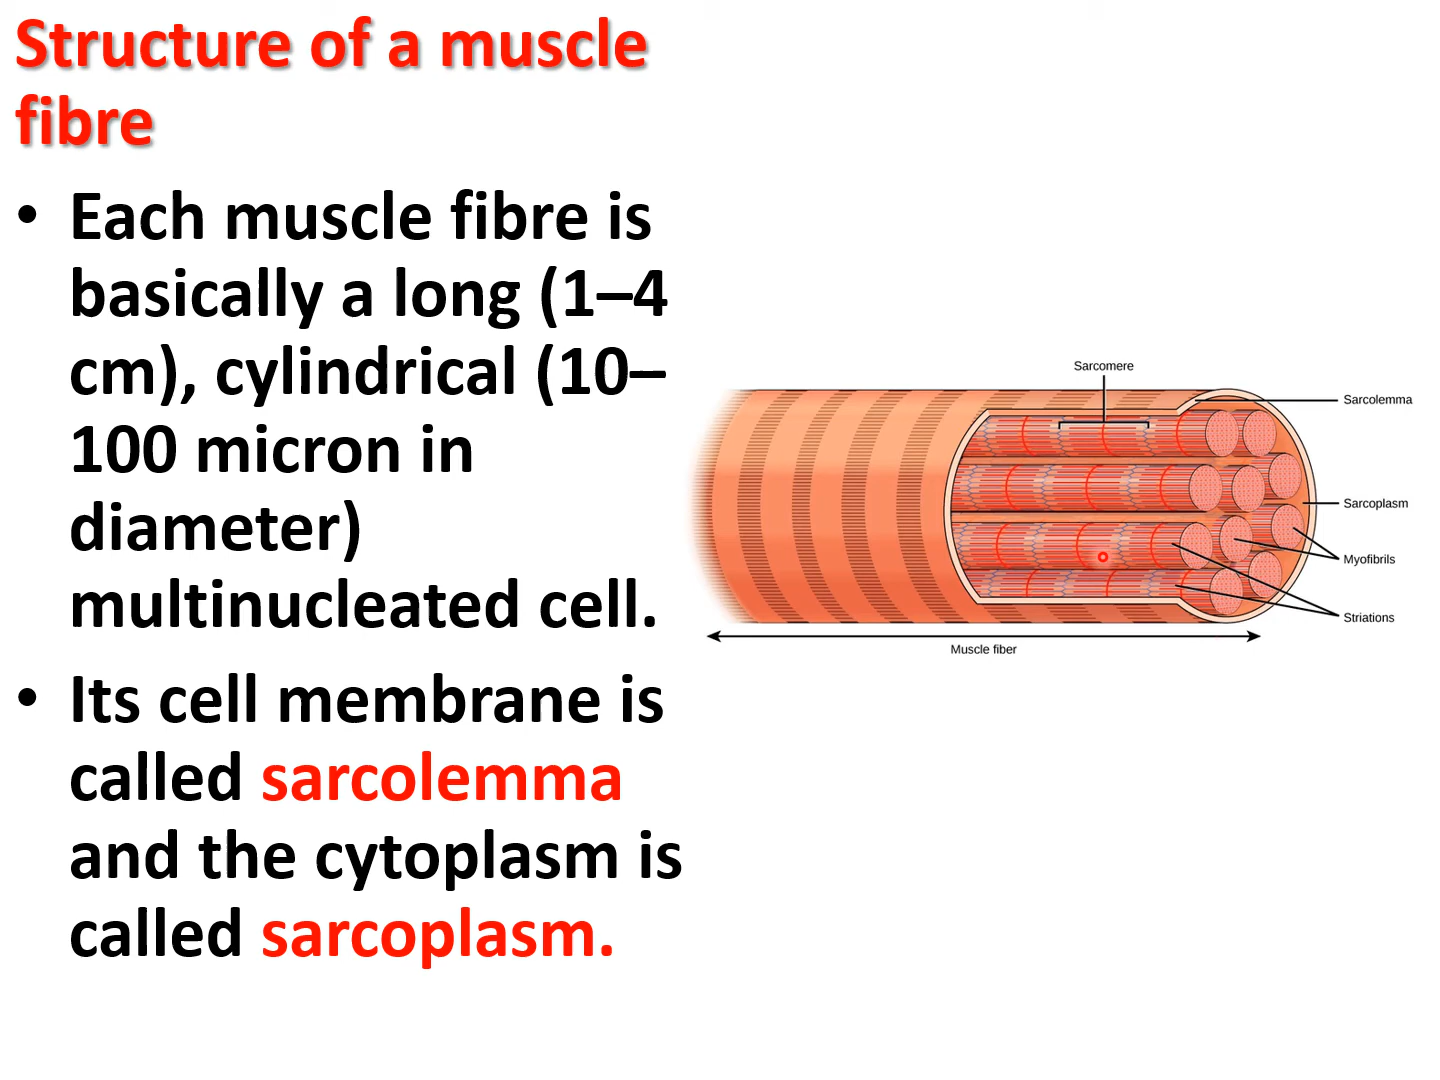 Structure of a muscle
fibre
• Each muscle fibre is
basically a long (1–4
cm), cylindrical (10–
100 micron in
diameter)
multinucleated cell.
• Its cell membrane is
called sarcolemma
and the cytoplasm is
called sarcoplasm.
Sarcomere
Sarcolemma
Sarcoplasm
Myofibrils
Striations
Muscle fiber